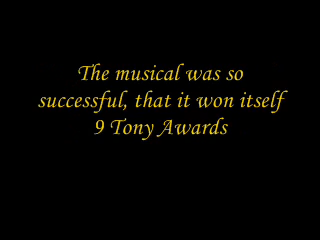 The musical was so
successful, that it won itself
9 Tony Awards